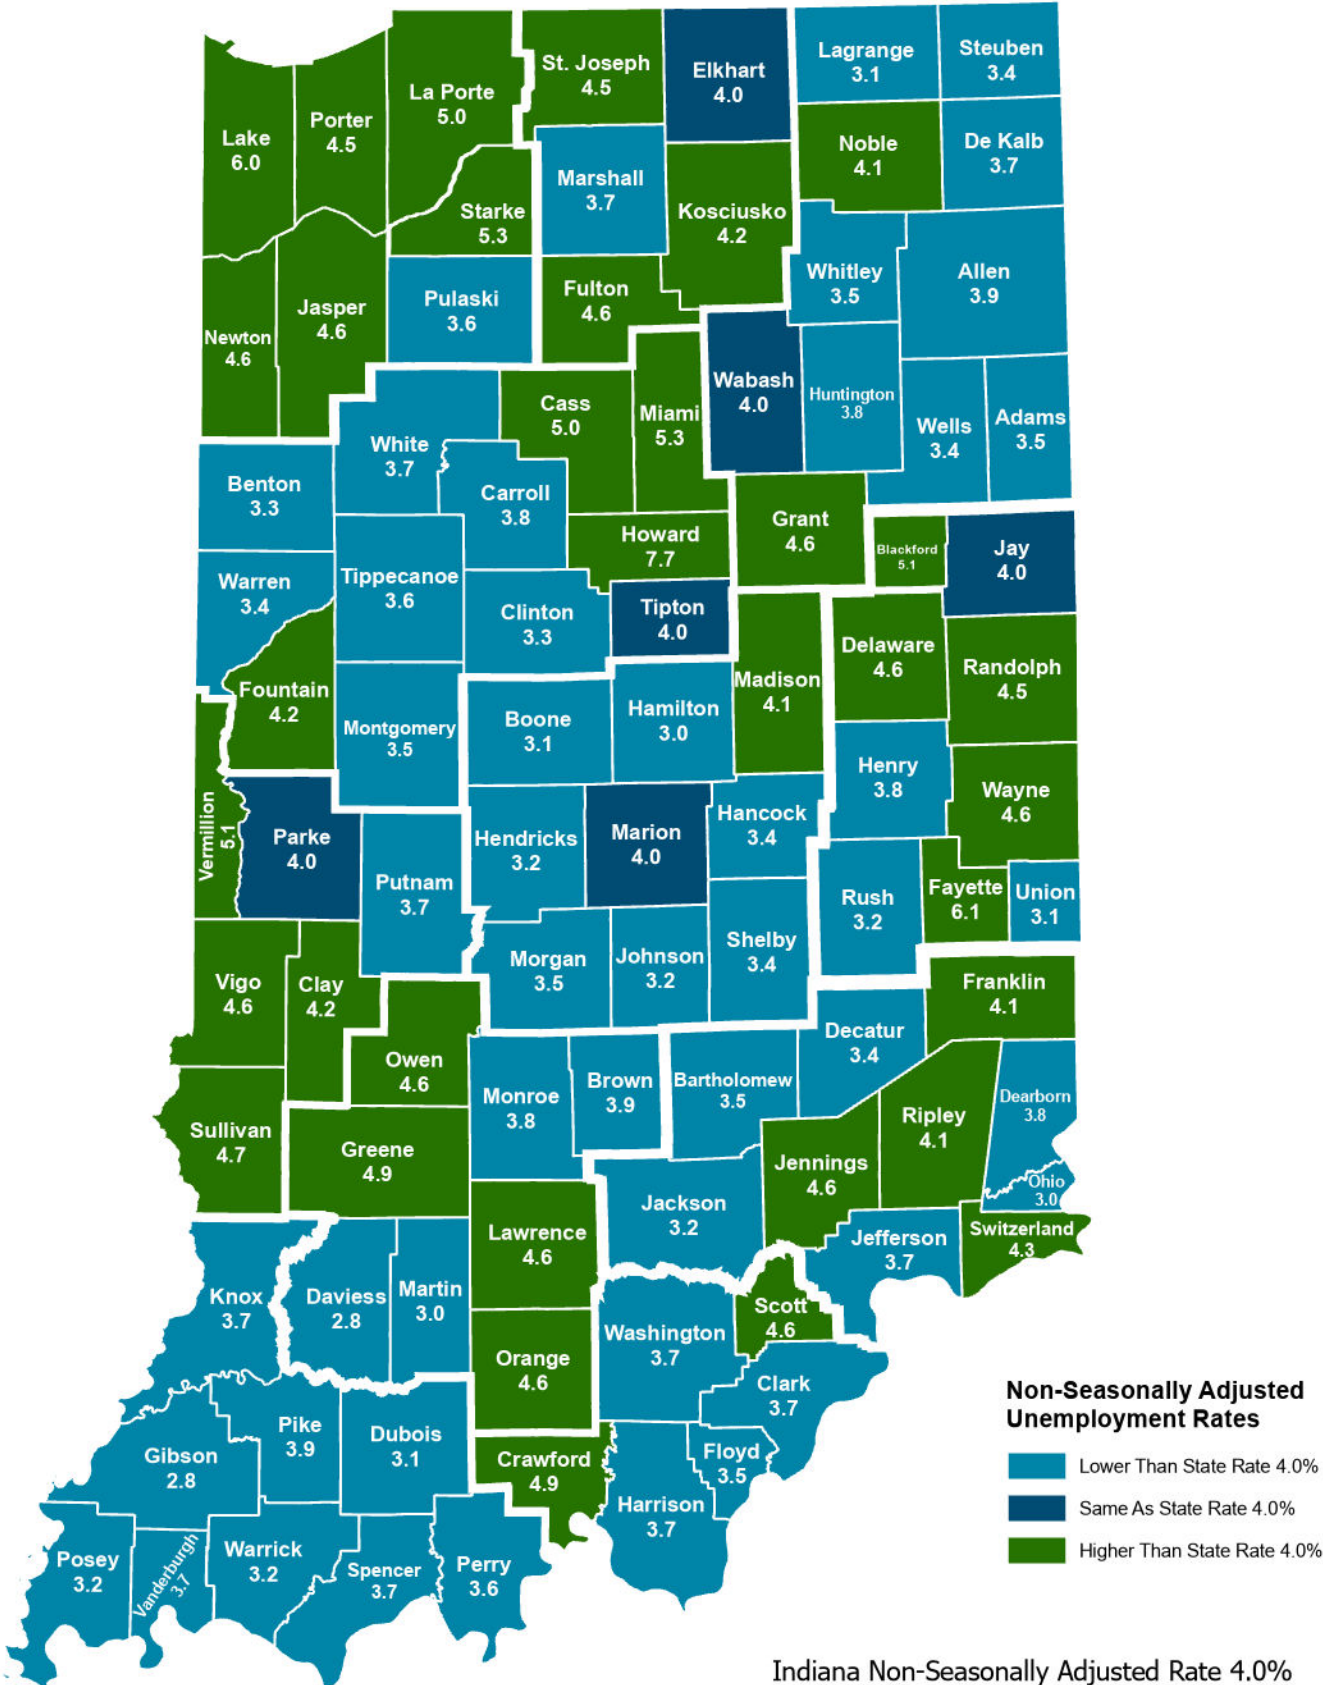 Lagrange
3.1
Steuben
3.4
St. Joseph
4.5
Elkhart
4.0
La Porte
5.0
Porter
4.5
Lake
6.0
Noble
4.1
De Kalb
3.7
Marshall
3.7
Starke
5.3
Kosciusko
4.2
Whitley
3.5
Allen
3.9
Fulton
4.6
Pulaski
3.6
Jasper
4.6
Newton
4.6
Wabash
4.0
Huntington
3.8
Wells
3.4
Adams
3.5
Cass
5.0
Miami
5.3
White
3.7
Carroll
3.8
Benton
3.3
Howard
7.7
Grant
4.6
Blackford
5.1
Jay
4.0
Warren
3.4
Tippecanoe
3.6
Clinton
3.3
Tipton
4.0
Madison
4.1
Delaware
4.6
Randolph
4.5
Fountain
4.2
Montgomery
3.5
Boone
3.1
Hamilton
3.0
Henry
3.8
Wayne
4.6
Vermillion
5.1
Parke
4.0
Putnam
3.7
Hendricks
3.2
Marion
4.0
Hancock
3.4
Rush
3.2
Fayette
6.1
Union
3.1
Vigo
4.6
Clay
4.2
Morgan
3.5
Johnson
3.2
Shelby
3.4
Franklin
4.1
Owen
4.6
Decatur
3.4
Monroe
3.8
Brown
3.9
Bartholomew
3.5
Dearborn
3.8
Sullivan
4.7
Greene
4.9
Ripley
4.1
Jennings
4.6
Ohio
3.0
Jackson
3.2
Lawrence
4.6
Jefferson
3.7
Switzerland
4.3
Knox
3.7
Daviess
2.8
Martin
3.0
Scott
4.6
Washington
3.7
Orange
4.6
Clark
3.7
Pike
3.9
Dubois
3.1
Gibson
2.8
Crawford
4.9
Floyd
3.5
Harrison
3.7
Posey
3.2
Vanderburgh
3.7
Warrick
3.2
Spencer
3.7
Perry
3.6
Non-Seasonally Adjusted
Unemployment Rates
Lower Than State Rate 4.0%
Same As State Rate 4.0%
Higher Than State Rate 4.0%
Indiana Non-Seasonally Adjusted Rate 4.0%